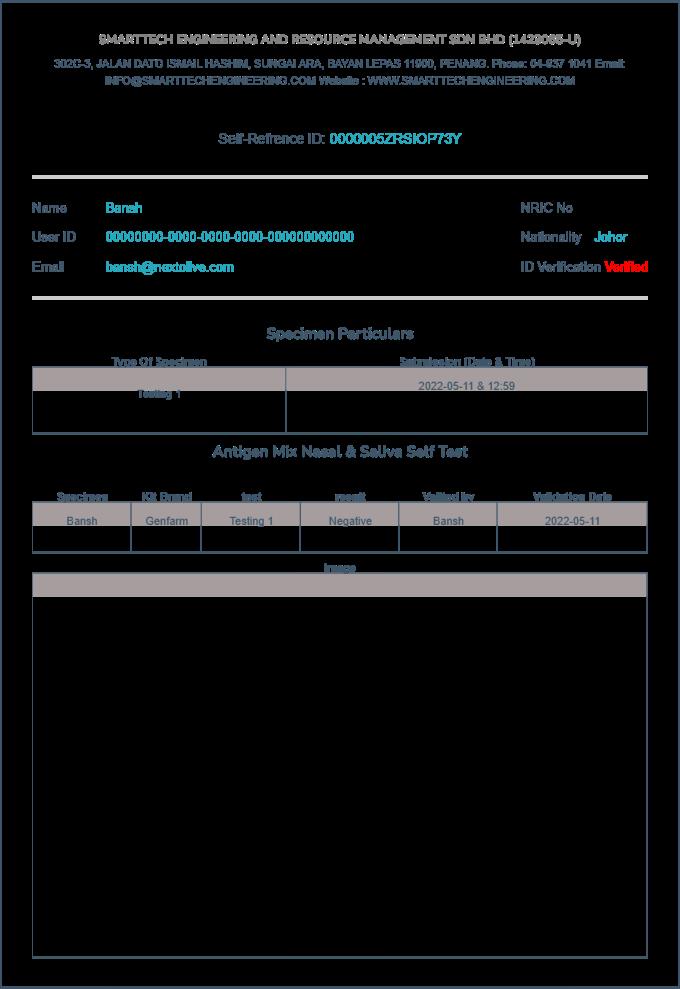 SMARTTECH ENGINEERING AND RESOURCE MANAGEMENT SDN BHD (1423065-U)
302G-3, JALAN DATO ISMAIL HASHIM, SUNGAI ARA, BAYAN LEPAS 11900, PENANG. Phone: 04-637 1041 Email:
INFO@SMARTTECHENGINEERING.COM Website : WWW.SMARTTECHENGINEERING.COM
Self-Refrence ID: 0000005ZRSIOP73Y
Name Bansh NRIC No
User ID 00000000-0000-0000-0000-000000000000 Nationality Johor
Email bansh@nextolive.com ID Verification Verified
Specimen Particulars
Type Of Specimen Submission (Date & Time)
Testing 1 2022-05-11 & 12:59
Antigen Mix Nasal & Saliva Self Test
Specimen Kit Brand test result Validation Date
Bansh Genfarm Testing 1 Negative Bansh 2022-05-11
Image